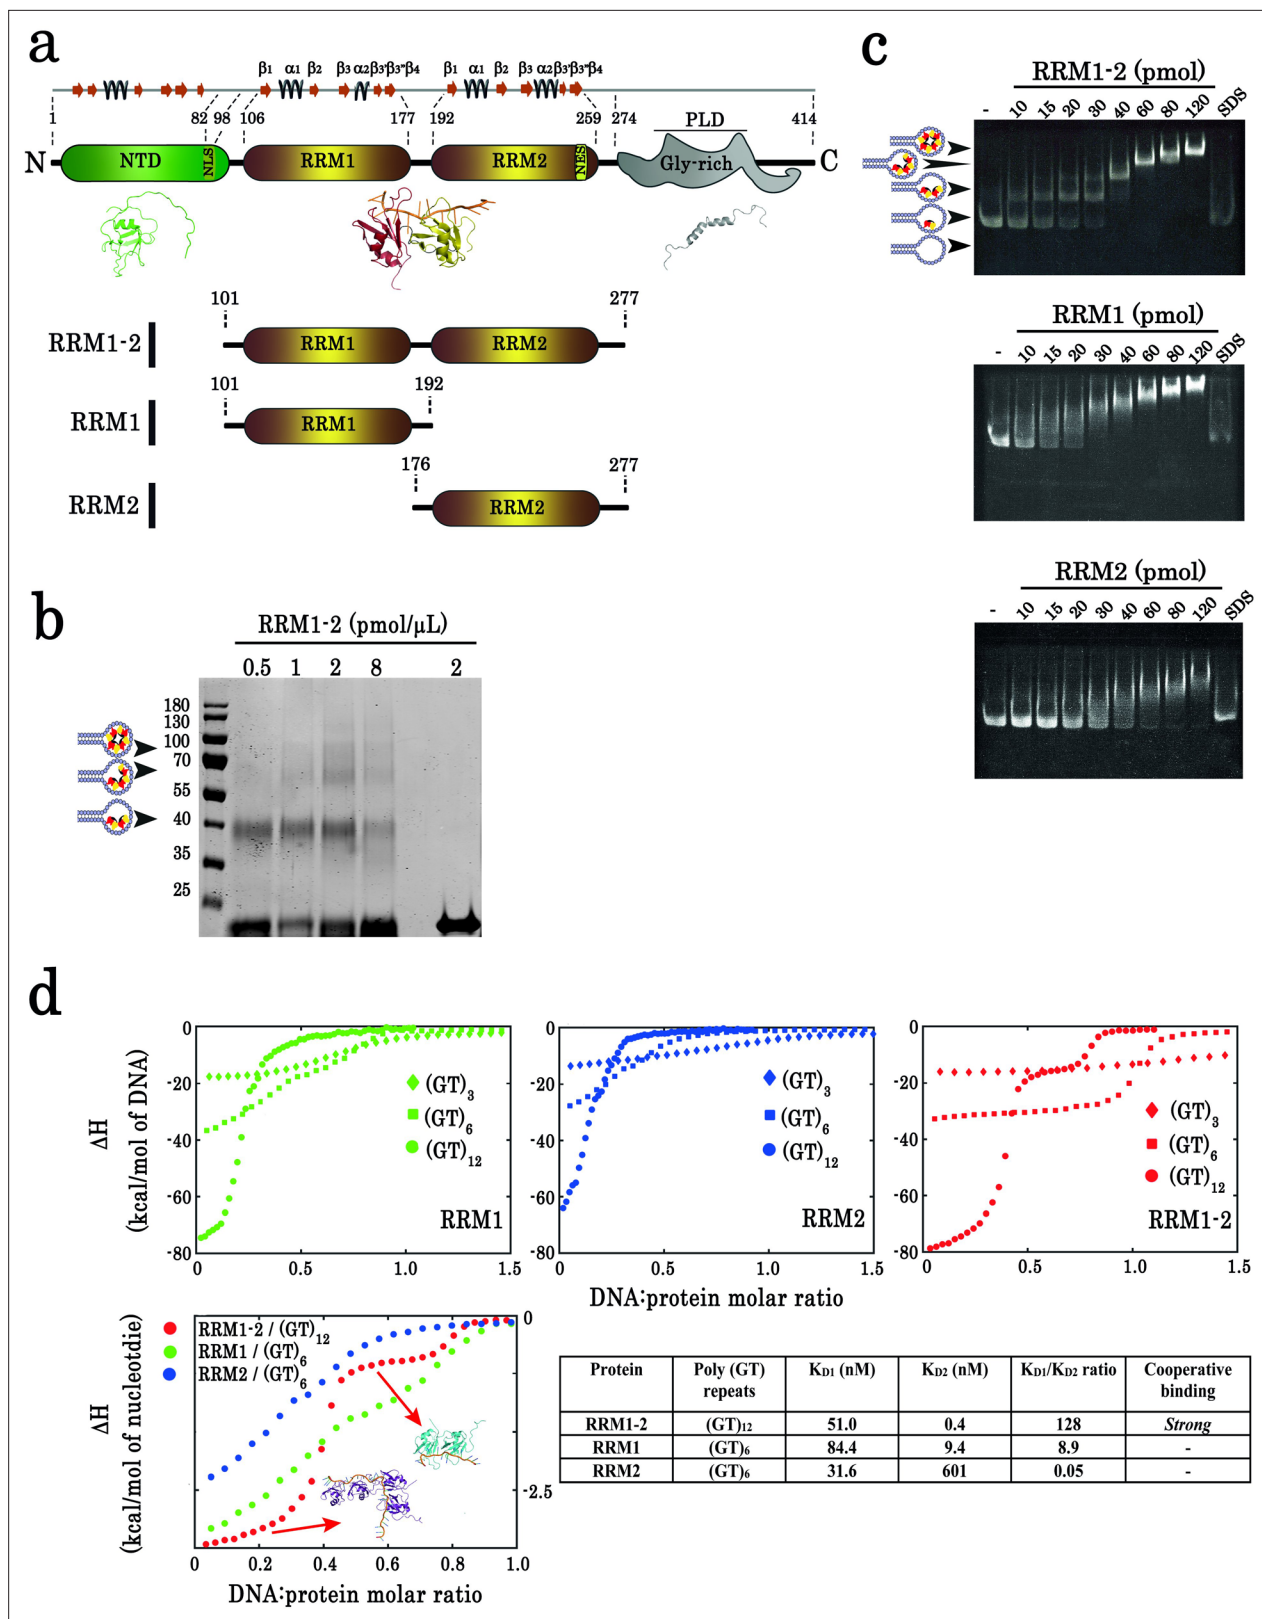 a
β1 α1 β2 β3 α2 β3' β3'' β4 β1 α1 β2 β3 α2 β3' β3'' β4
1 82 98 106 177 192 259 274 414
PLD
N NTD NLS RRM1 RRM2 NES Gly-rich C
101 277
RRM1-2 RRM1 RRM2
101 192
RRM1 RRM1
176 277
RRM2 RRM2
b
RRM1-2 (pmol/µL)
0.5 1 2 8 2
180
130
100
70
55
40
35
25
c
RRM1-2 (pmol)
- 10 15 20 30 40 60 80 120 SDS
RRM1 (pmol)
- 10 15 20 30 40 60 80 120 SDS
RRM2 (pmol)
- 10 15 20 30 40 60 80 120 SDS
d
ΔH
(kcal/mol of DNA)
0
-20
-40
-60
-80
(GT)3
(GT)6
(GT)12
RRM1
0 0.5 1.0 1.5
0
-20
-40
-60
-80
(GT)3
(GT)6
(GT)12
RRM2
0 0.5 1.0 1.5
0
-20
-40
-60
-80
(GT)3
(GT)6
(GT)12
RRM1-2
0 0.5 1.0 1.5
DNA:protein molar ratio
ΔH
(kcal/mol of nucleotdie)
RRM1-2 / (GT)12
RRM1 / (GT)6
RRM2 / (GT)6
0
-2.5
0 0.2 0.4 0.6 0.8 1.0
DNA:protein molar ratio
Protein Poly (GT) repeats KD1 (nM) KD2 (nM) KD1/KD2 ratio Cooperative binding
RRM1-2 (GT)12 51.0 0.4 128 Strong
RRM1 (GT)6 84.4 9.4 8.9 -
RRM2 (GT)6 31.6 601 0.05 -